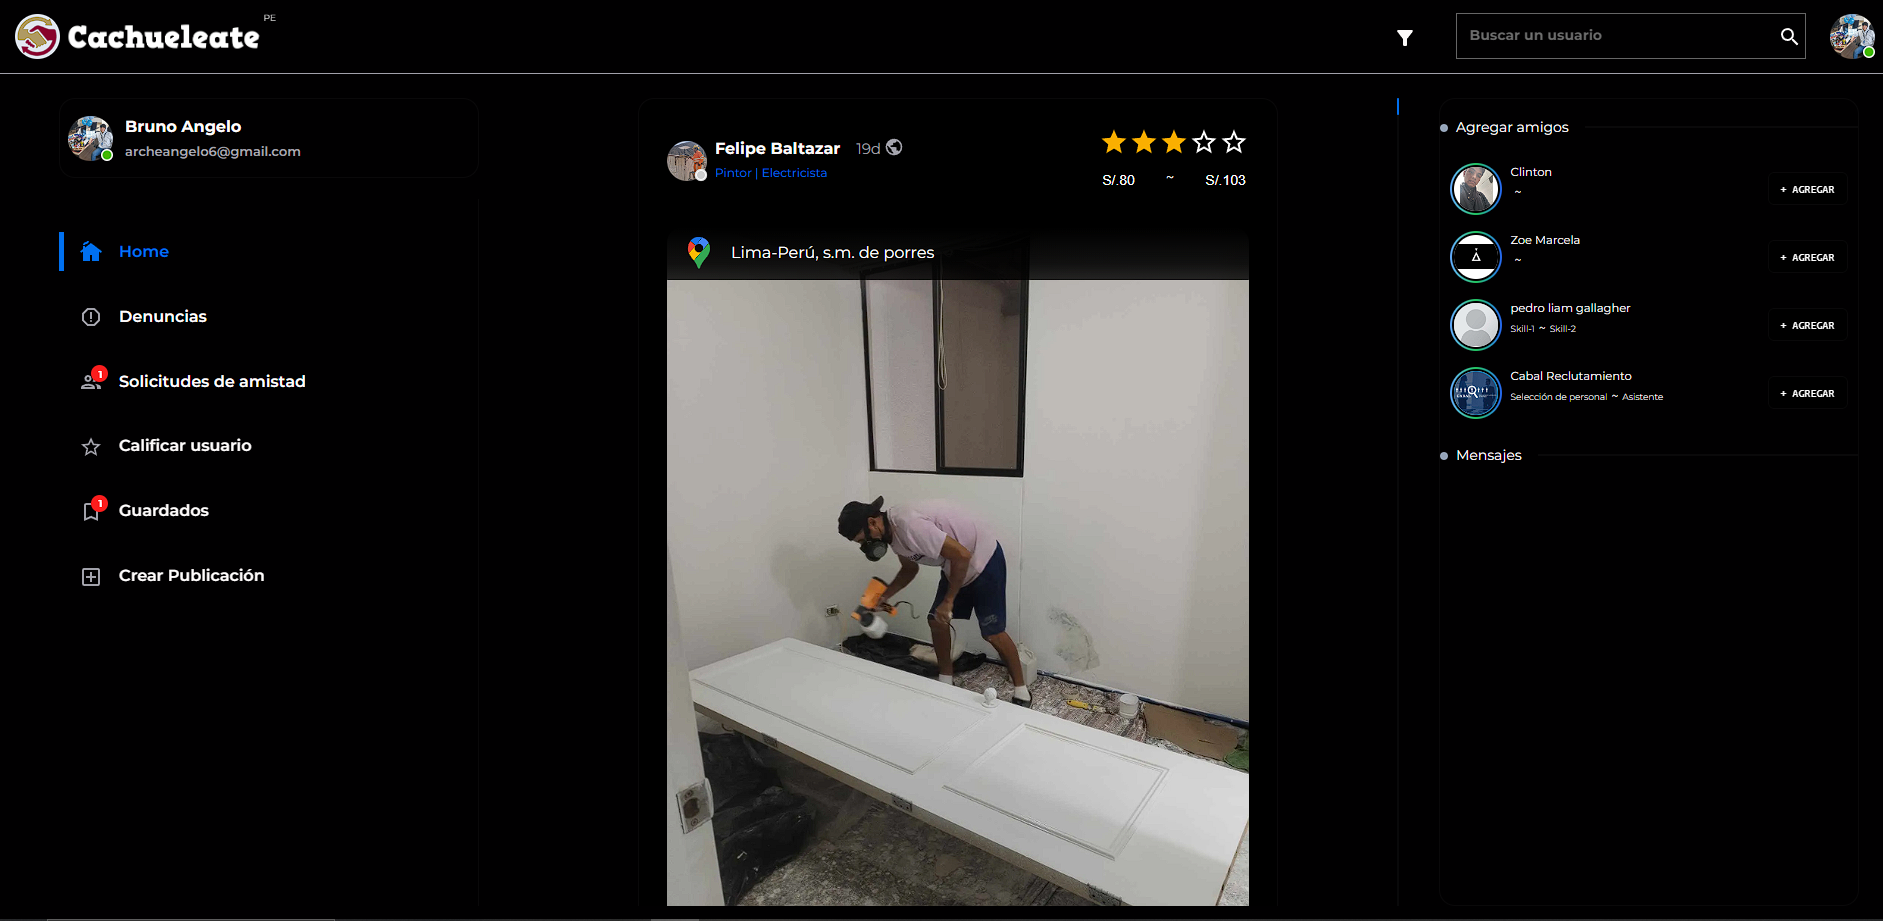 Cachueleate
PE
Buscar un usuario
Bruno Angelo
archeangelo6@gmail.com
Home
Denuncias
1
Solicitudes de amistad
Calificar usuario
1
Guardados
Crear Publicación
Felipe Baltazar 19d
Pintor | Electricista
S/.80 ~ S/.103
Lima-Perú, s.m. de porres
Agregar amigos
Clinton
~
+ AGREGAR
Zoe Marcela
~
+ AGREGAR
pedro liam gallagher
Skill-1 ~ Skill-2
+ AGREGAR
Cabal Reclutamiento
Selección de personal ~ Asistente
+ AGREGAR
Mensajes